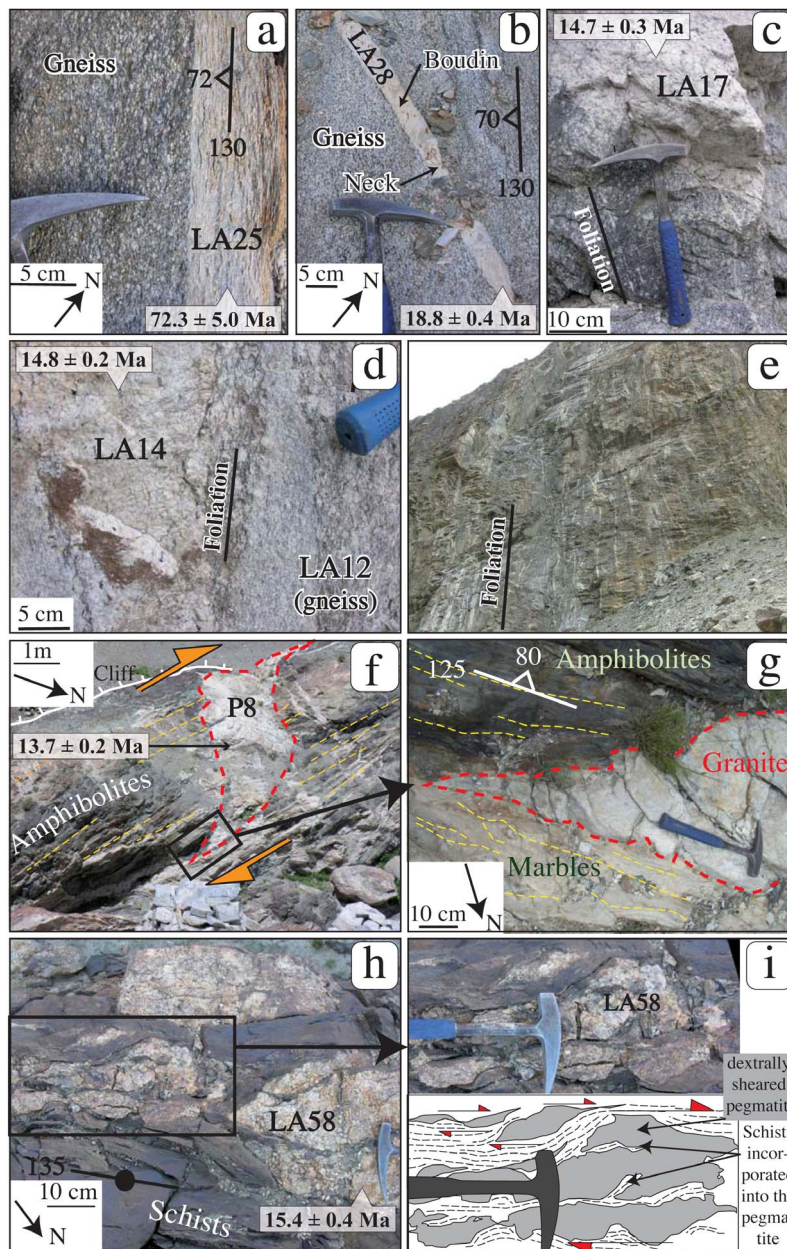 a
Gneiss
72
130
LA25
5 cm
N
72.3 ± 5.0 Ma
b
LA28
Boudin
Gneiss
70
Neck
130
5 cm
N
18.8 ± 0.4 Ma
14.7 ± 0.3 Ma
c
LA17
Foliation
10 cm
14.8 ± 0.2 Ma
d
LA14
Foliation
LA12
(gneiss)
5 cm
e
Foliation
1m
Cliff
N
f
P8
13.7 ± 0.2 Ma
Amphibolites
g
80
125
Amphibolites
Granite
Marbles
10 cm
N
h
LA58
135
10 cm
N
Schists
15.4 ± 0.4 Ma
i
LA58
dextrally
sheared
pegmatite
Schist
incor-
porated
into the
pegma-
tite